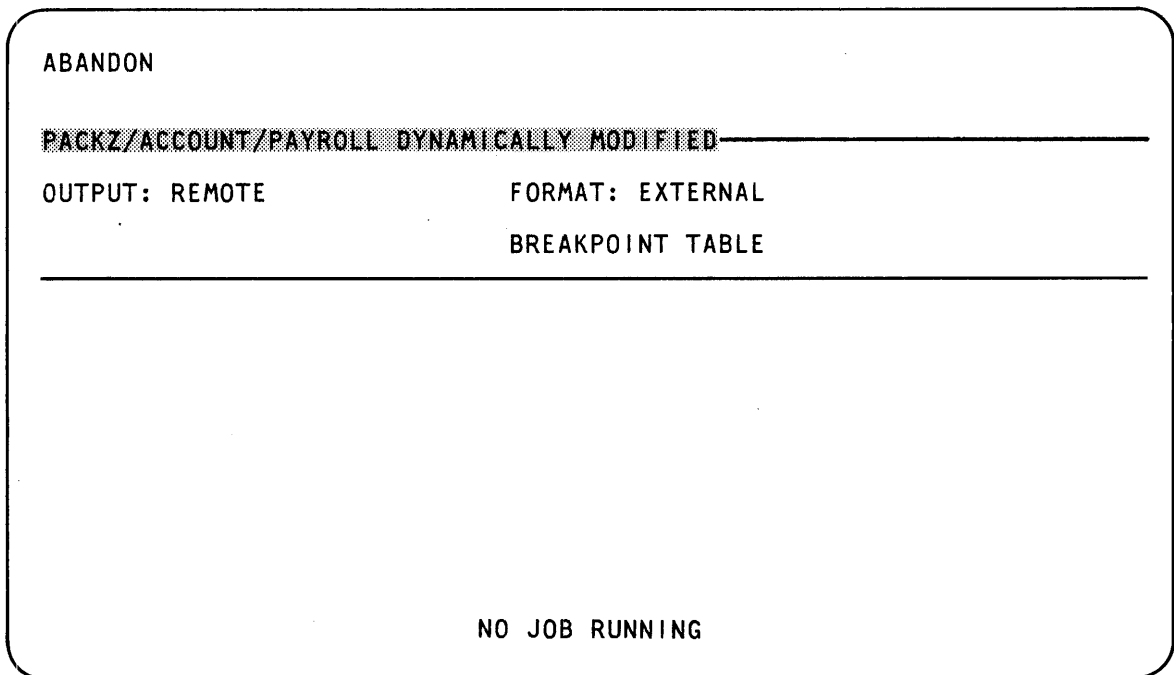 ABANDON
PACKZ/ACCOUNT/PAYROLL DYNAMICALLY MODIFIED
OUTPUT: REMOTE FORMAT: EXTERNAL
BREAKPOINT TABLE
NO JOB RUNNING